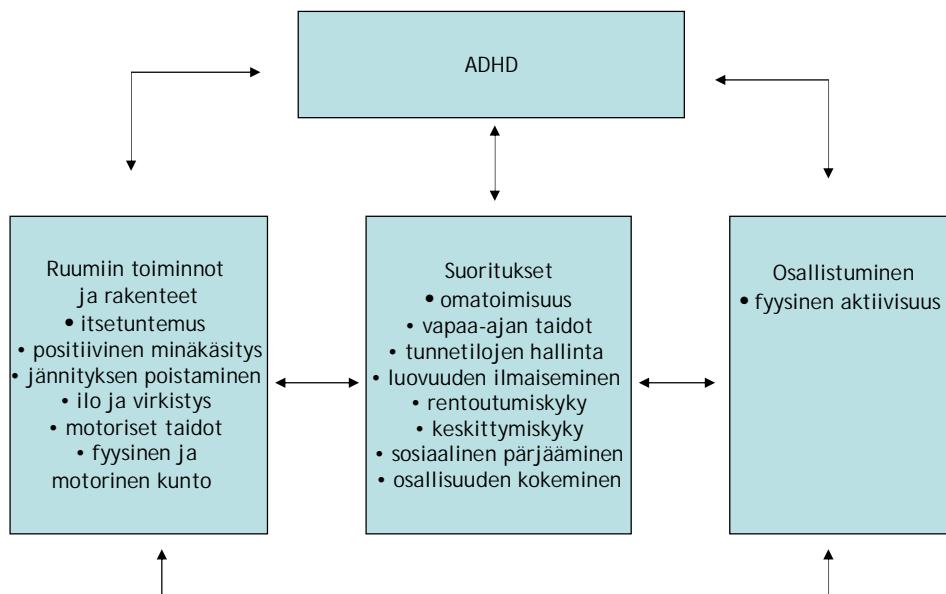 ADHD
Ruumiin toiminnot
ja rakenteet
• itsetuntemus
• positiivinen minäkäsitys
• jännityksen poistaminen
• ilo ja virkistys
• motoriset taidot
• fyysinen ja
motorinen kunto
Suoritukset
• omatoimisuus
• vapaa-ajan taidot
• tunnetilojen hallinta
• luovuuden ilmaiseminen
• rentoutumiskyky
• keskittymiskyky
• sosiaalinen pärjääminen
• osallisuuden kokeminen
Osallistuminen
• fyysinen aktiivisuus